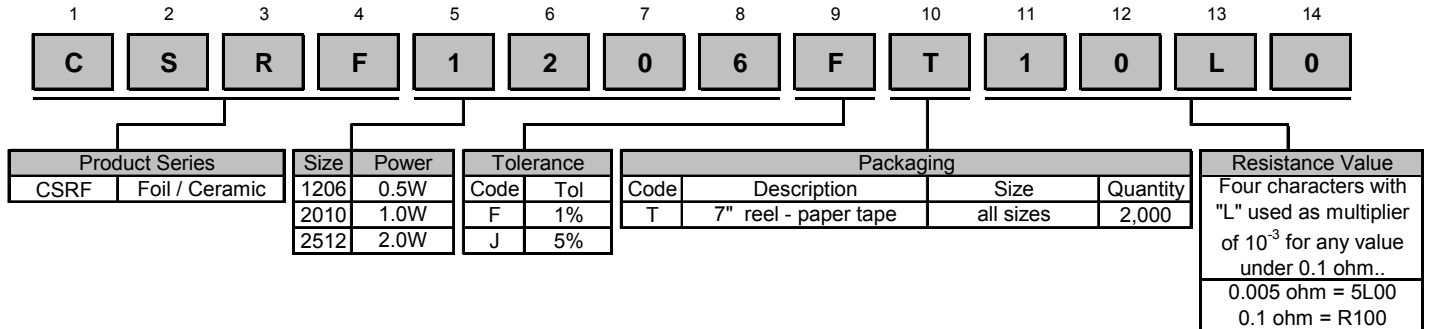 1 2 3 4 5 6 7 8 9 10 11 12 13 14
C S R F 1 2 0 6 F T 1 0 L 0
Product Series
CSRF Foil / Ceramic
Size Power
1206 0.5W
2010 1.0W
2512 2.0W
Tolerance
Code Tol
F 1%
J 5%
Packaging
Code Description Size Quantity
T 7" reel - paper tape all sizes 2,000
Resistance Value
Four characters with
"L" used as multiplier
of 10⁻³ for any value
under 0.1 ohm..
0.005 ohm = 5L00
0.1 ohm = R100